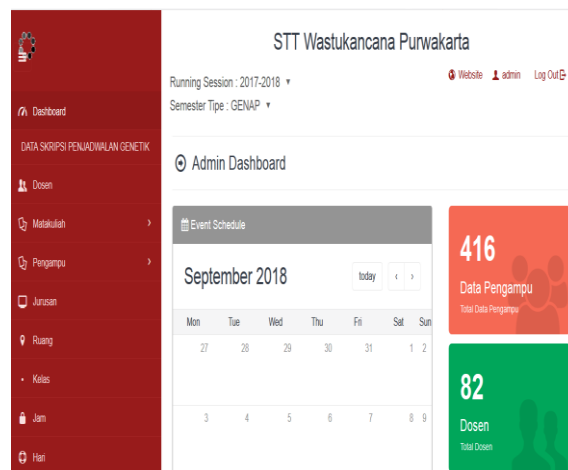 STT Wastukancana Purwakarta
Running Session : 2017-2018
Semester Tipe : GENAP
Website admin Log Out
Dashboard
DATA SKRIPSI PENJADWALAN GENETIK
Dosen
Matakuliah
Pengampu
Jurusan
Ruang
Kelas
Jam
Hari
Admin Dashboard
Event Schedule
September 2018
today
Mon Tue Wed Thu Fri Sat Sun
27 28 29 30 31 1 2
3 4 5 6 7 8 9
416
Data Pengampu
Total Data Pengampu
82
Dosen
Total Dosen